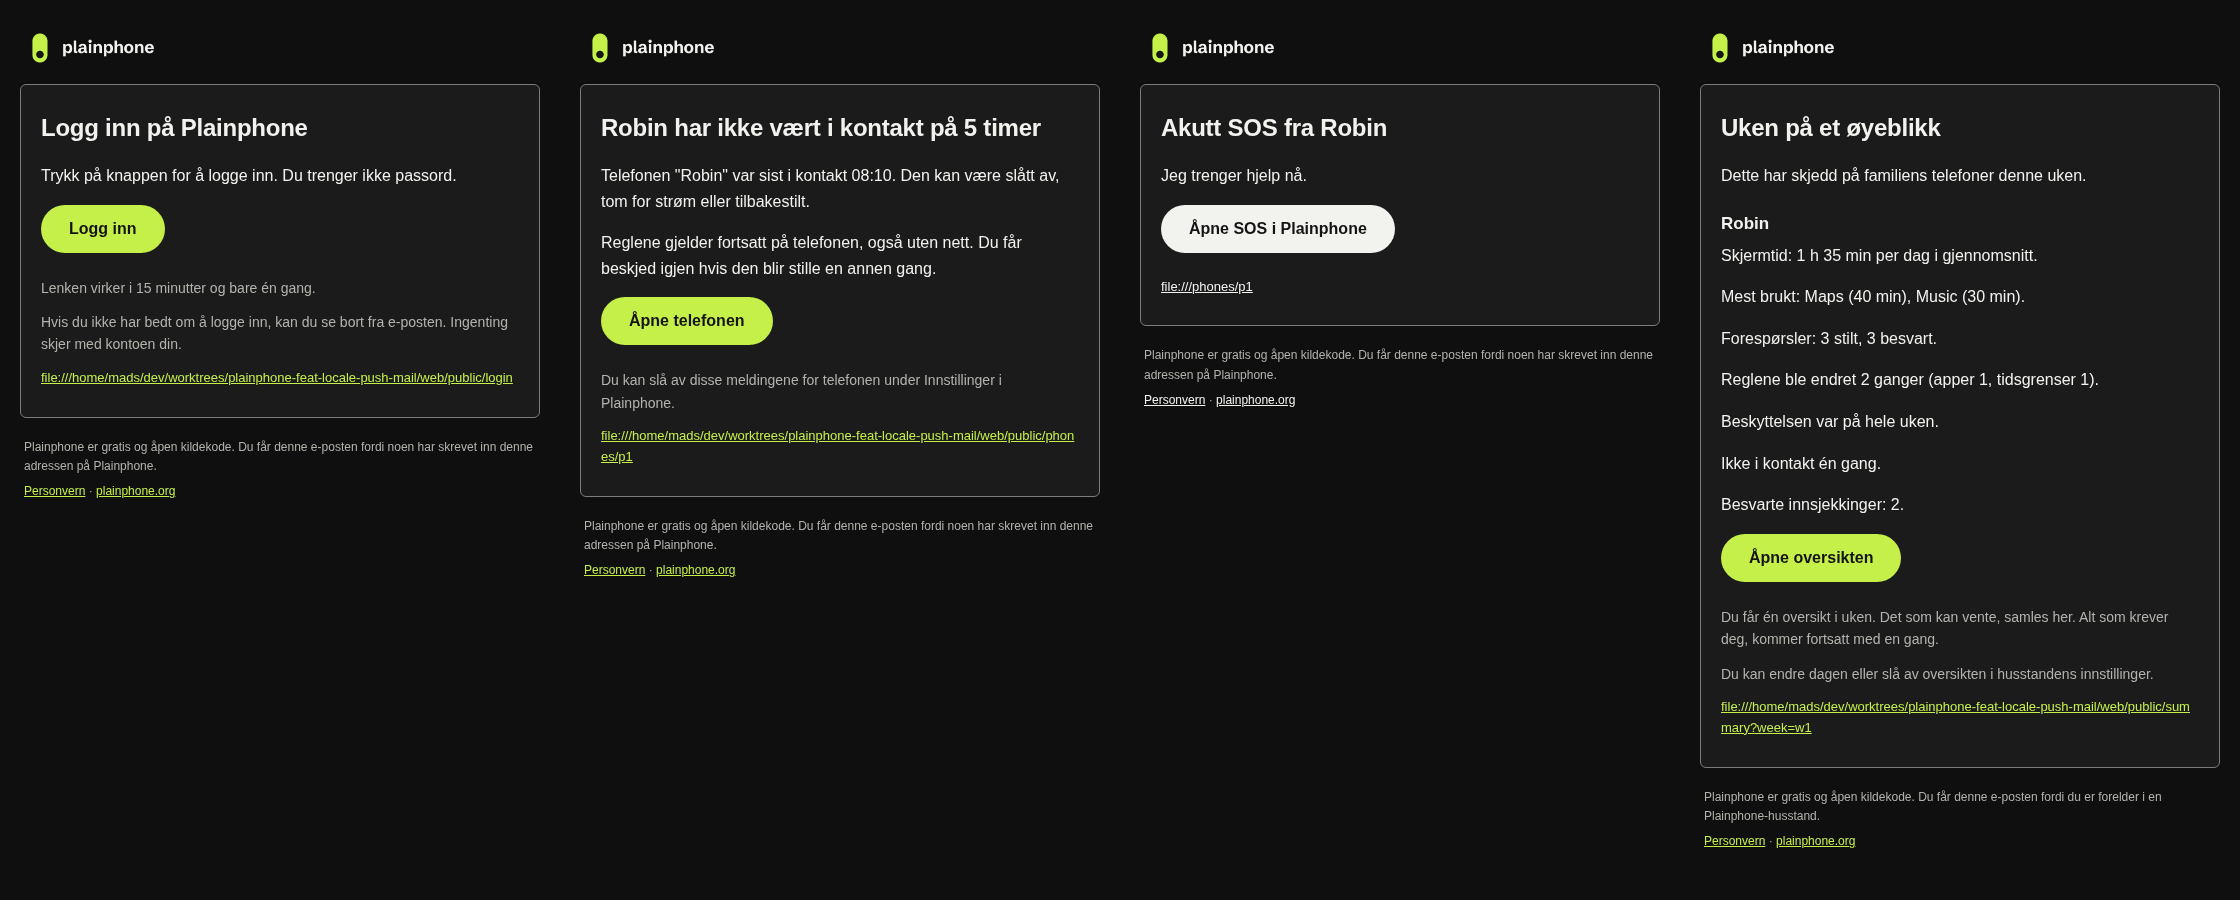 plainphone
Logg inn på Plainphone
Trykk på knappen for å logge inn. Du trenger ikke passord.
Logg inn
Lenken virker i 15 minutter og bare én gang.
Hvis du ikke har bedt om å logge inn, kan du se bort fra e-posten. Ingenting
skjer med kontoen din.
file:///home/mads/dev/worktrees/plainphone-feat-locale-push-mail/web/public/login
Plainphone er gratis og åpen kildekode. Du får denne e-posten fordi noen har skrevet inn denne
adressen på Plainphone.
Personvern · plainphone.org
plainphone
Robin har ikke vært i kontakt på 5 timer
Telefonen "Robin" var sist i kontakt 08:10. Den kan være slått av,
tom for strøm eller tilbakestilt.
Reglene gjelder fortsatt på telefonen, også uten nett. Du får
beskjed igjen hvis den blir stille en annen gang.
Åpne telefonen
Du kan slå av disse meldingene for telefonen under Innstillinger i
Plainphone.
file:///home/mads/dev/worktrees/plainphone-feat-locale-push-mail/web/public/phon
es/p1
Plainphone er gratis og åpen kildekode. Du får denne e-posten fordi noen har skrevet inn denne
adressen på Plainphone.
Personvern · plainphone.org
plainphone
Akutt SOS fra Robin
Jeg trenger hjelp nå.
Åpne SOS i Plainphone
file:///phones/p1
Plainphone er gratis og åpen kildekode. Du får denne e-posten fordi noen har skrevet inn denne
adressen på Plainphone.
Personvern · plainphone.org
plainphone
Uken på et øyeblikk
Dette har skjedd på familiens telefoner denne uken.
Robin
Skjermtid: 1 h 35 min per dag i gjennomsnitt.
Mest brukt: Maps (40 min), Music (30 min).
Forespørsler: 3 stilt, 3 besvart.
Reglene ble endret 2 ganger (apper 1, tidsgrenser 1).
Beskyttelsen var på hele uken.
Ikke i kontakt én gang.
Besvarte innsjekkinger: 2.
Åpne oversikten
Du får én oversikt i uken. Det som kan vente, samles her. Alt som krever
deg, kommer fortsatt med en gang.
Du kan endre dagen eller slå av oversikten i husstandens innstillinger.
file:///home/mads/dev/worktrees/plainphone-feat-locale-push-mail/web/public/sum
mary?week=w1
Plainphone er gratis og åpen kildekode. Du får denne e-posten fordi du er forelder i en
Plainphone-husstand.
Personvern · plainphone.org